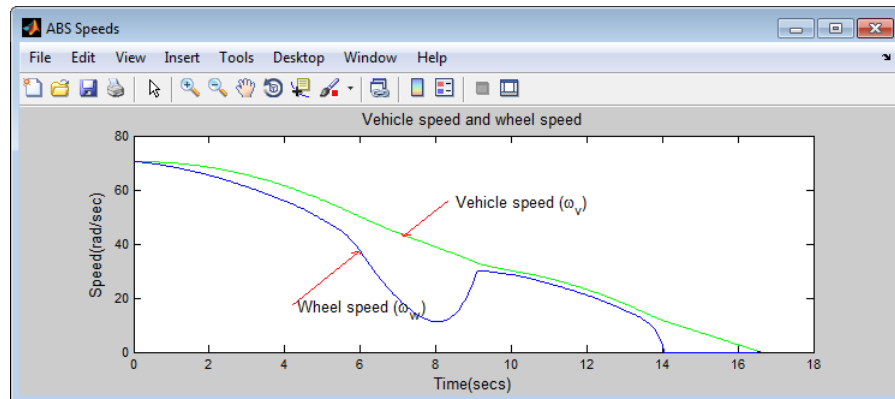 ABS Speeds
File Edit View Insert Tools Desktop Window Help
Vehicle speed and wheel speed
80
60
40
20
0
Speed(rad/sec)
Vehicle speed (ω_v)
Wheel speed (ω_w)
0 2 4 6 8 10 12 14 16 18
Time(secs)